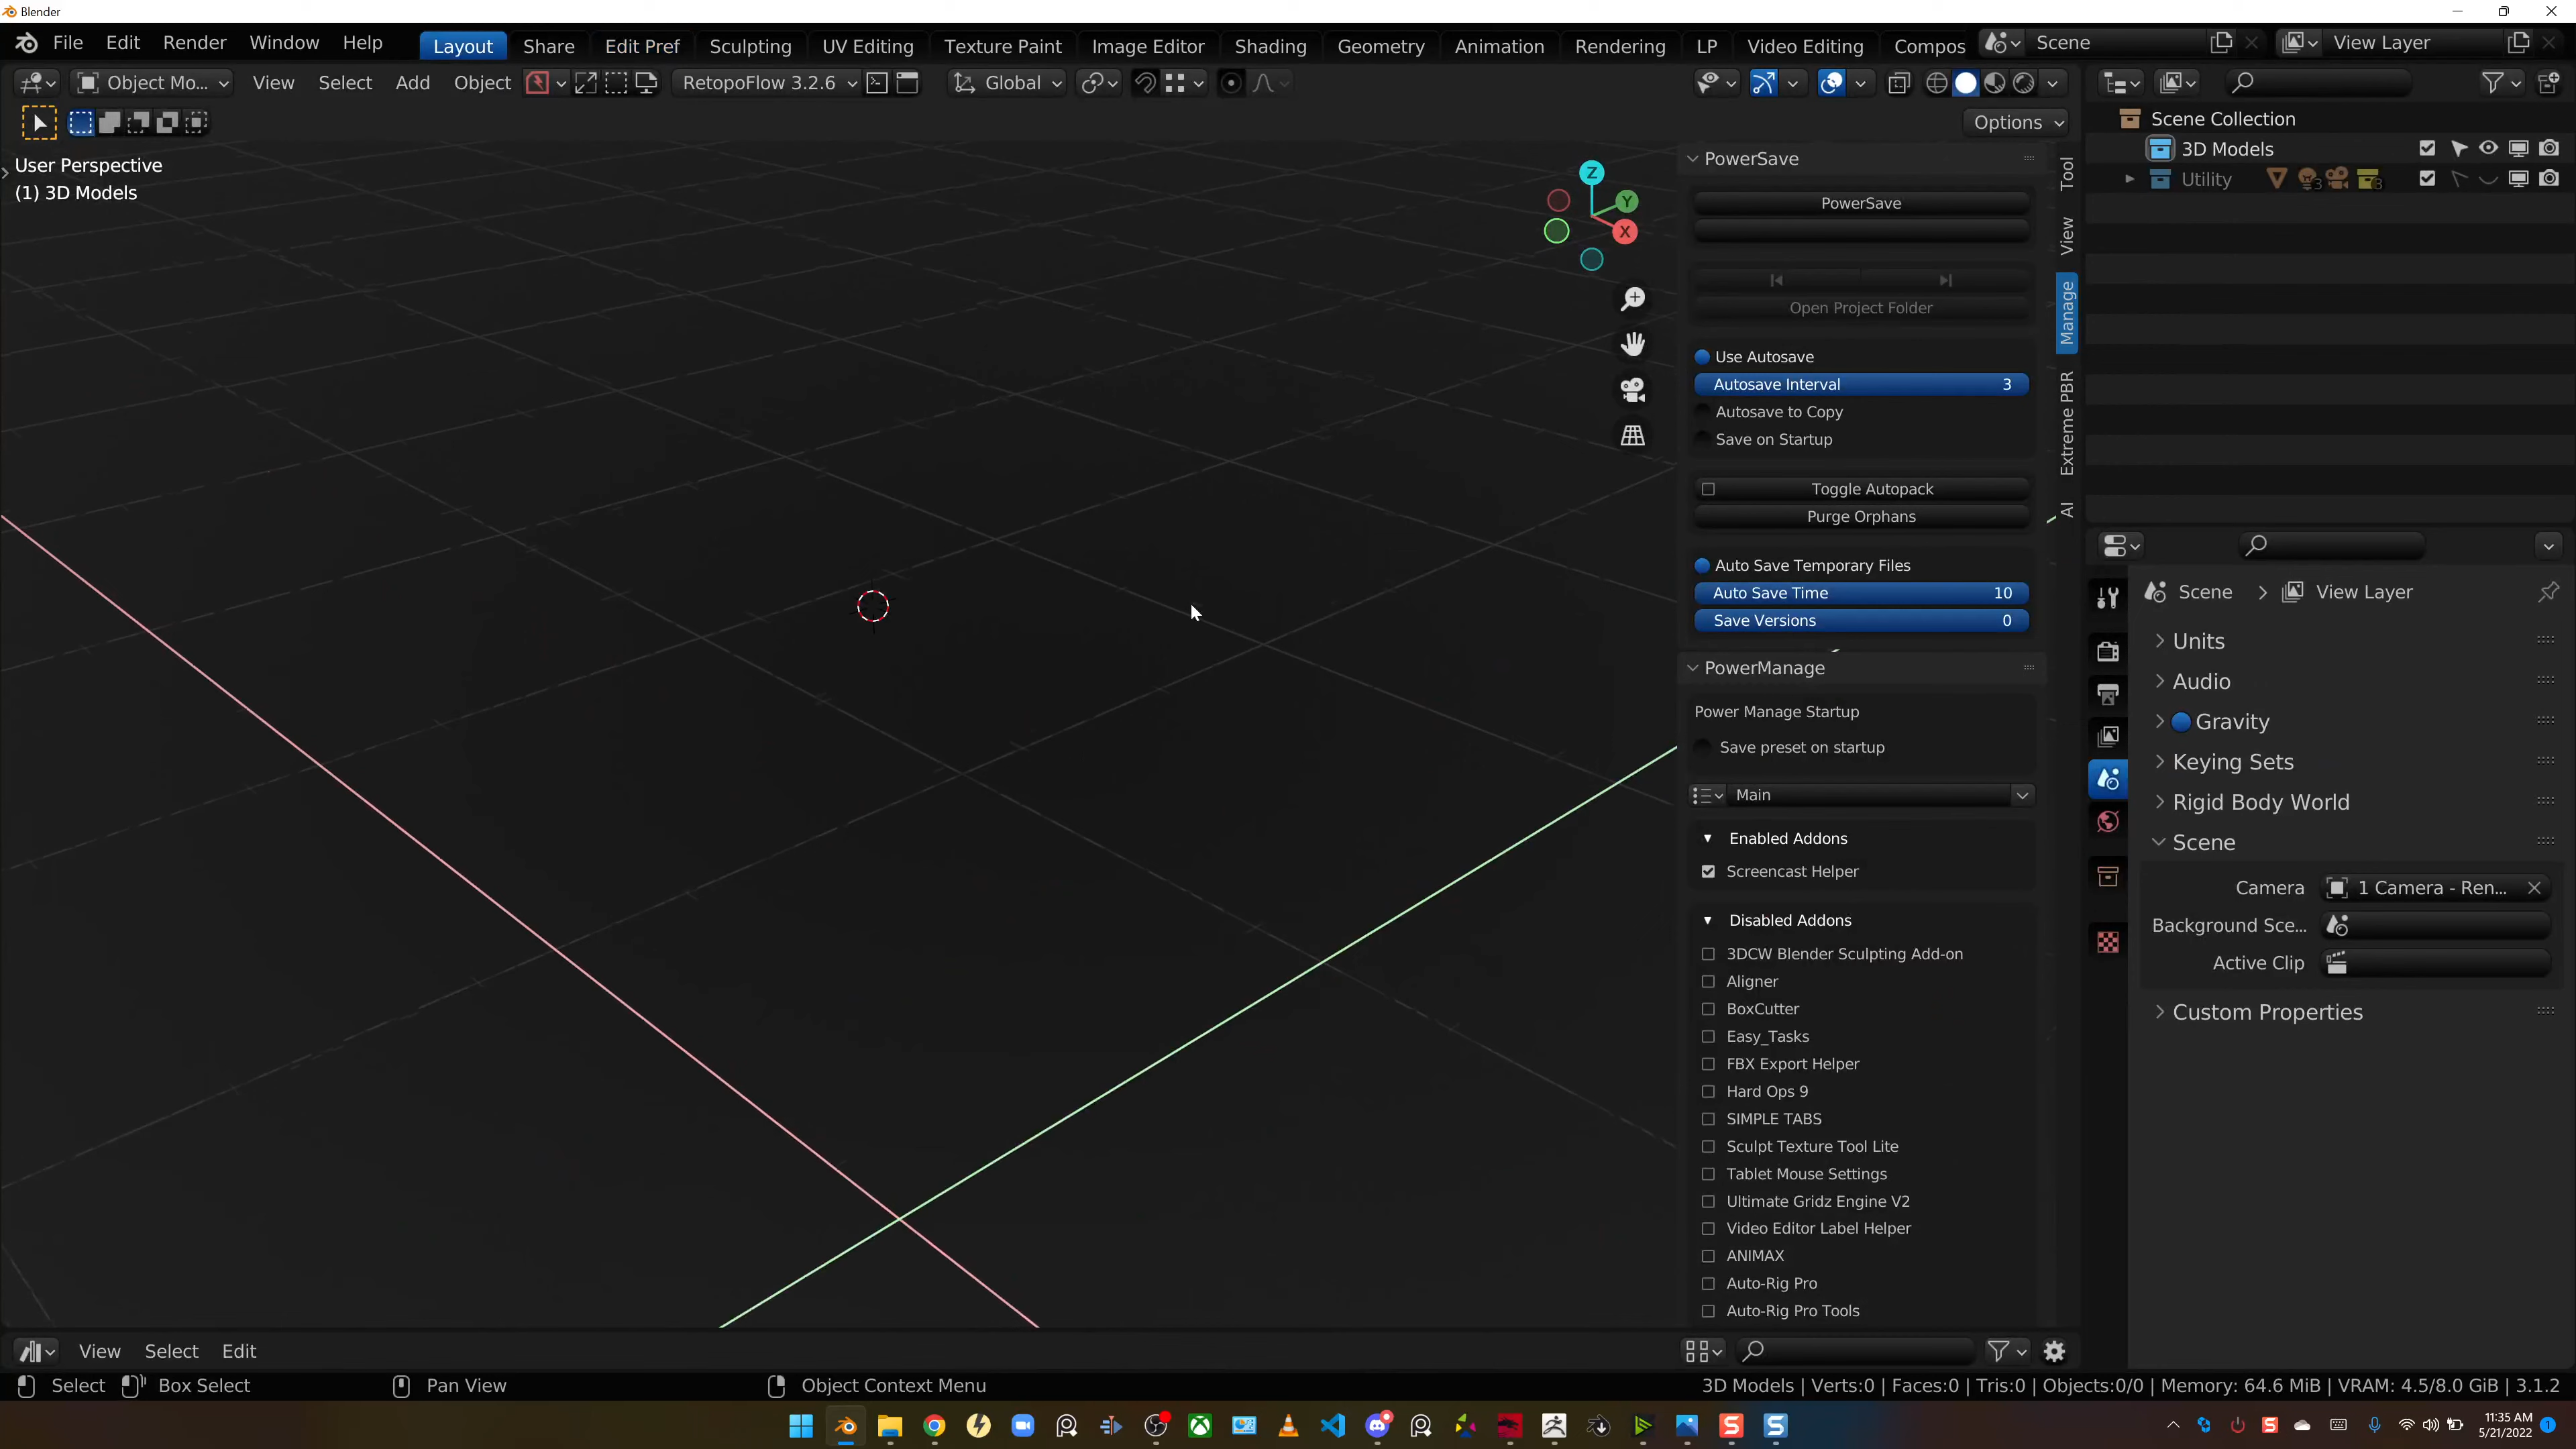 Blender
File Edit Render Window Help Layout Share Edit Pref Sculpting UV Editing Texture Paint Image Editor Shading Geometry Animation Rendering LP Video Editing Compos Scene View Layer
Object Mo... View Select Add Object RetopoFlow 3.2.6 Global
Options
User Perspective
(1) 3D Models
Z
Y
X
PowerSave
PowerSave
Open Project Folder
Use Autosave
Autosave Interval 3
Autosave to Copy
Save on Startup
Toggle Autopack
Purge Orphans
Auto Save Temporary Files
Auto Save Time 10
Save Versions 0
PowerManage
Power Manage Startup
Save preset on startup
Main
Enabled Addons
Screencast Helper
Disabled Addons
3DCW Blender Sculpting Add-on
Aligner
BoxCutter
Easy_Tasks
FBX Export Helper
Hard Ops 9
SIMPLE TABS
Sculpt Texture Tool Lite
Tablet Mouse Settings
Ultimate Gridz Engine V2
Video Editor Label Helper
ANIMAX
Auto-Rig Pro
Auto-Rig Pro Tools
Tool
View
Manage
Extreme PBR
AI
Scene Collection
3D Models
Utility 3 3
Scene View Layer
Units
Audio
Gravity
Keying Sets
Rigid Body World
Scene
Camera 1 Camera - Ren...
Background Sce...
Active Clip
Custom Properties
View Select Edit
Select Box Select Pan View Object Context Menu 3D Models | Verts:0 | Faces:0 | Tris:0 | Objects:0/0 | Memory: 64.6 MiB | VRAM: 4.5/8.0 GiB | 3.1.2
11:35 AM
5/21/2022
1